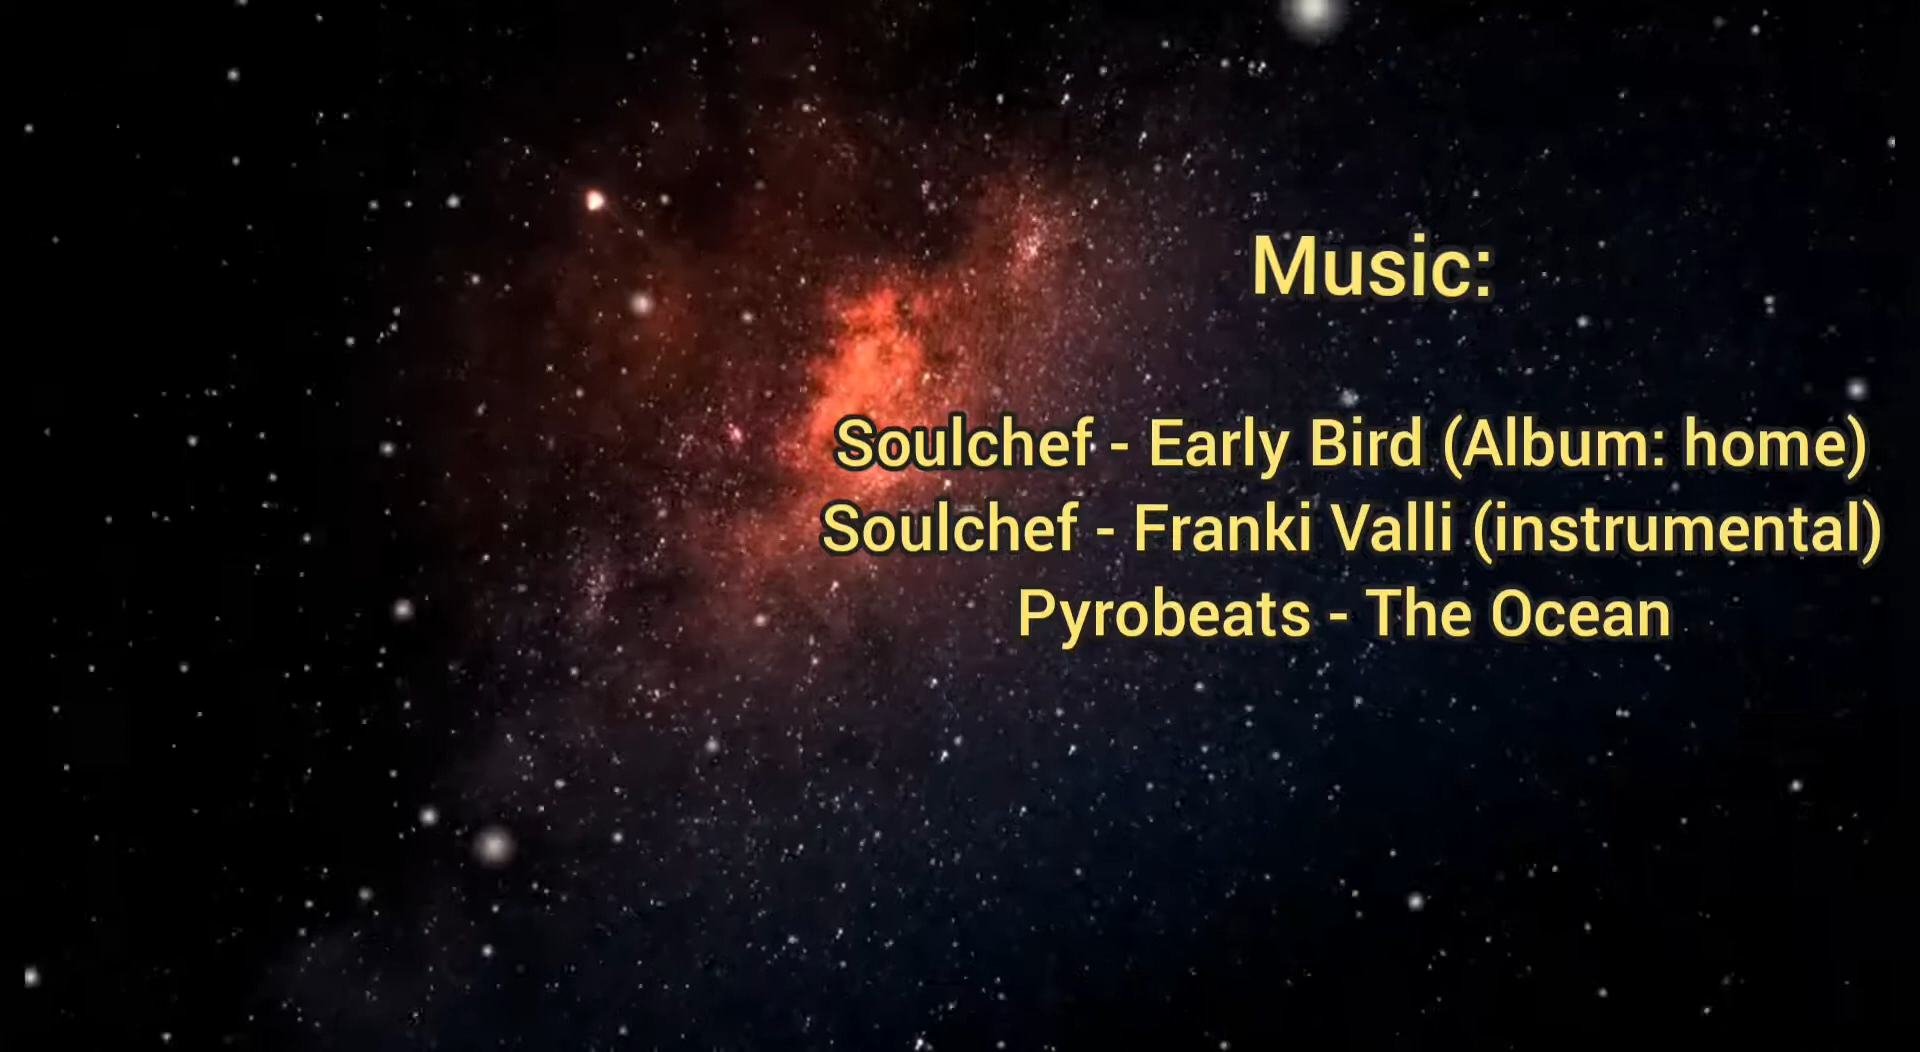 Music:
Soulchef - Early Bird (Album: home)
Soulchef - Franki Valli (instrumental)
Pyrobeats - The Ocean